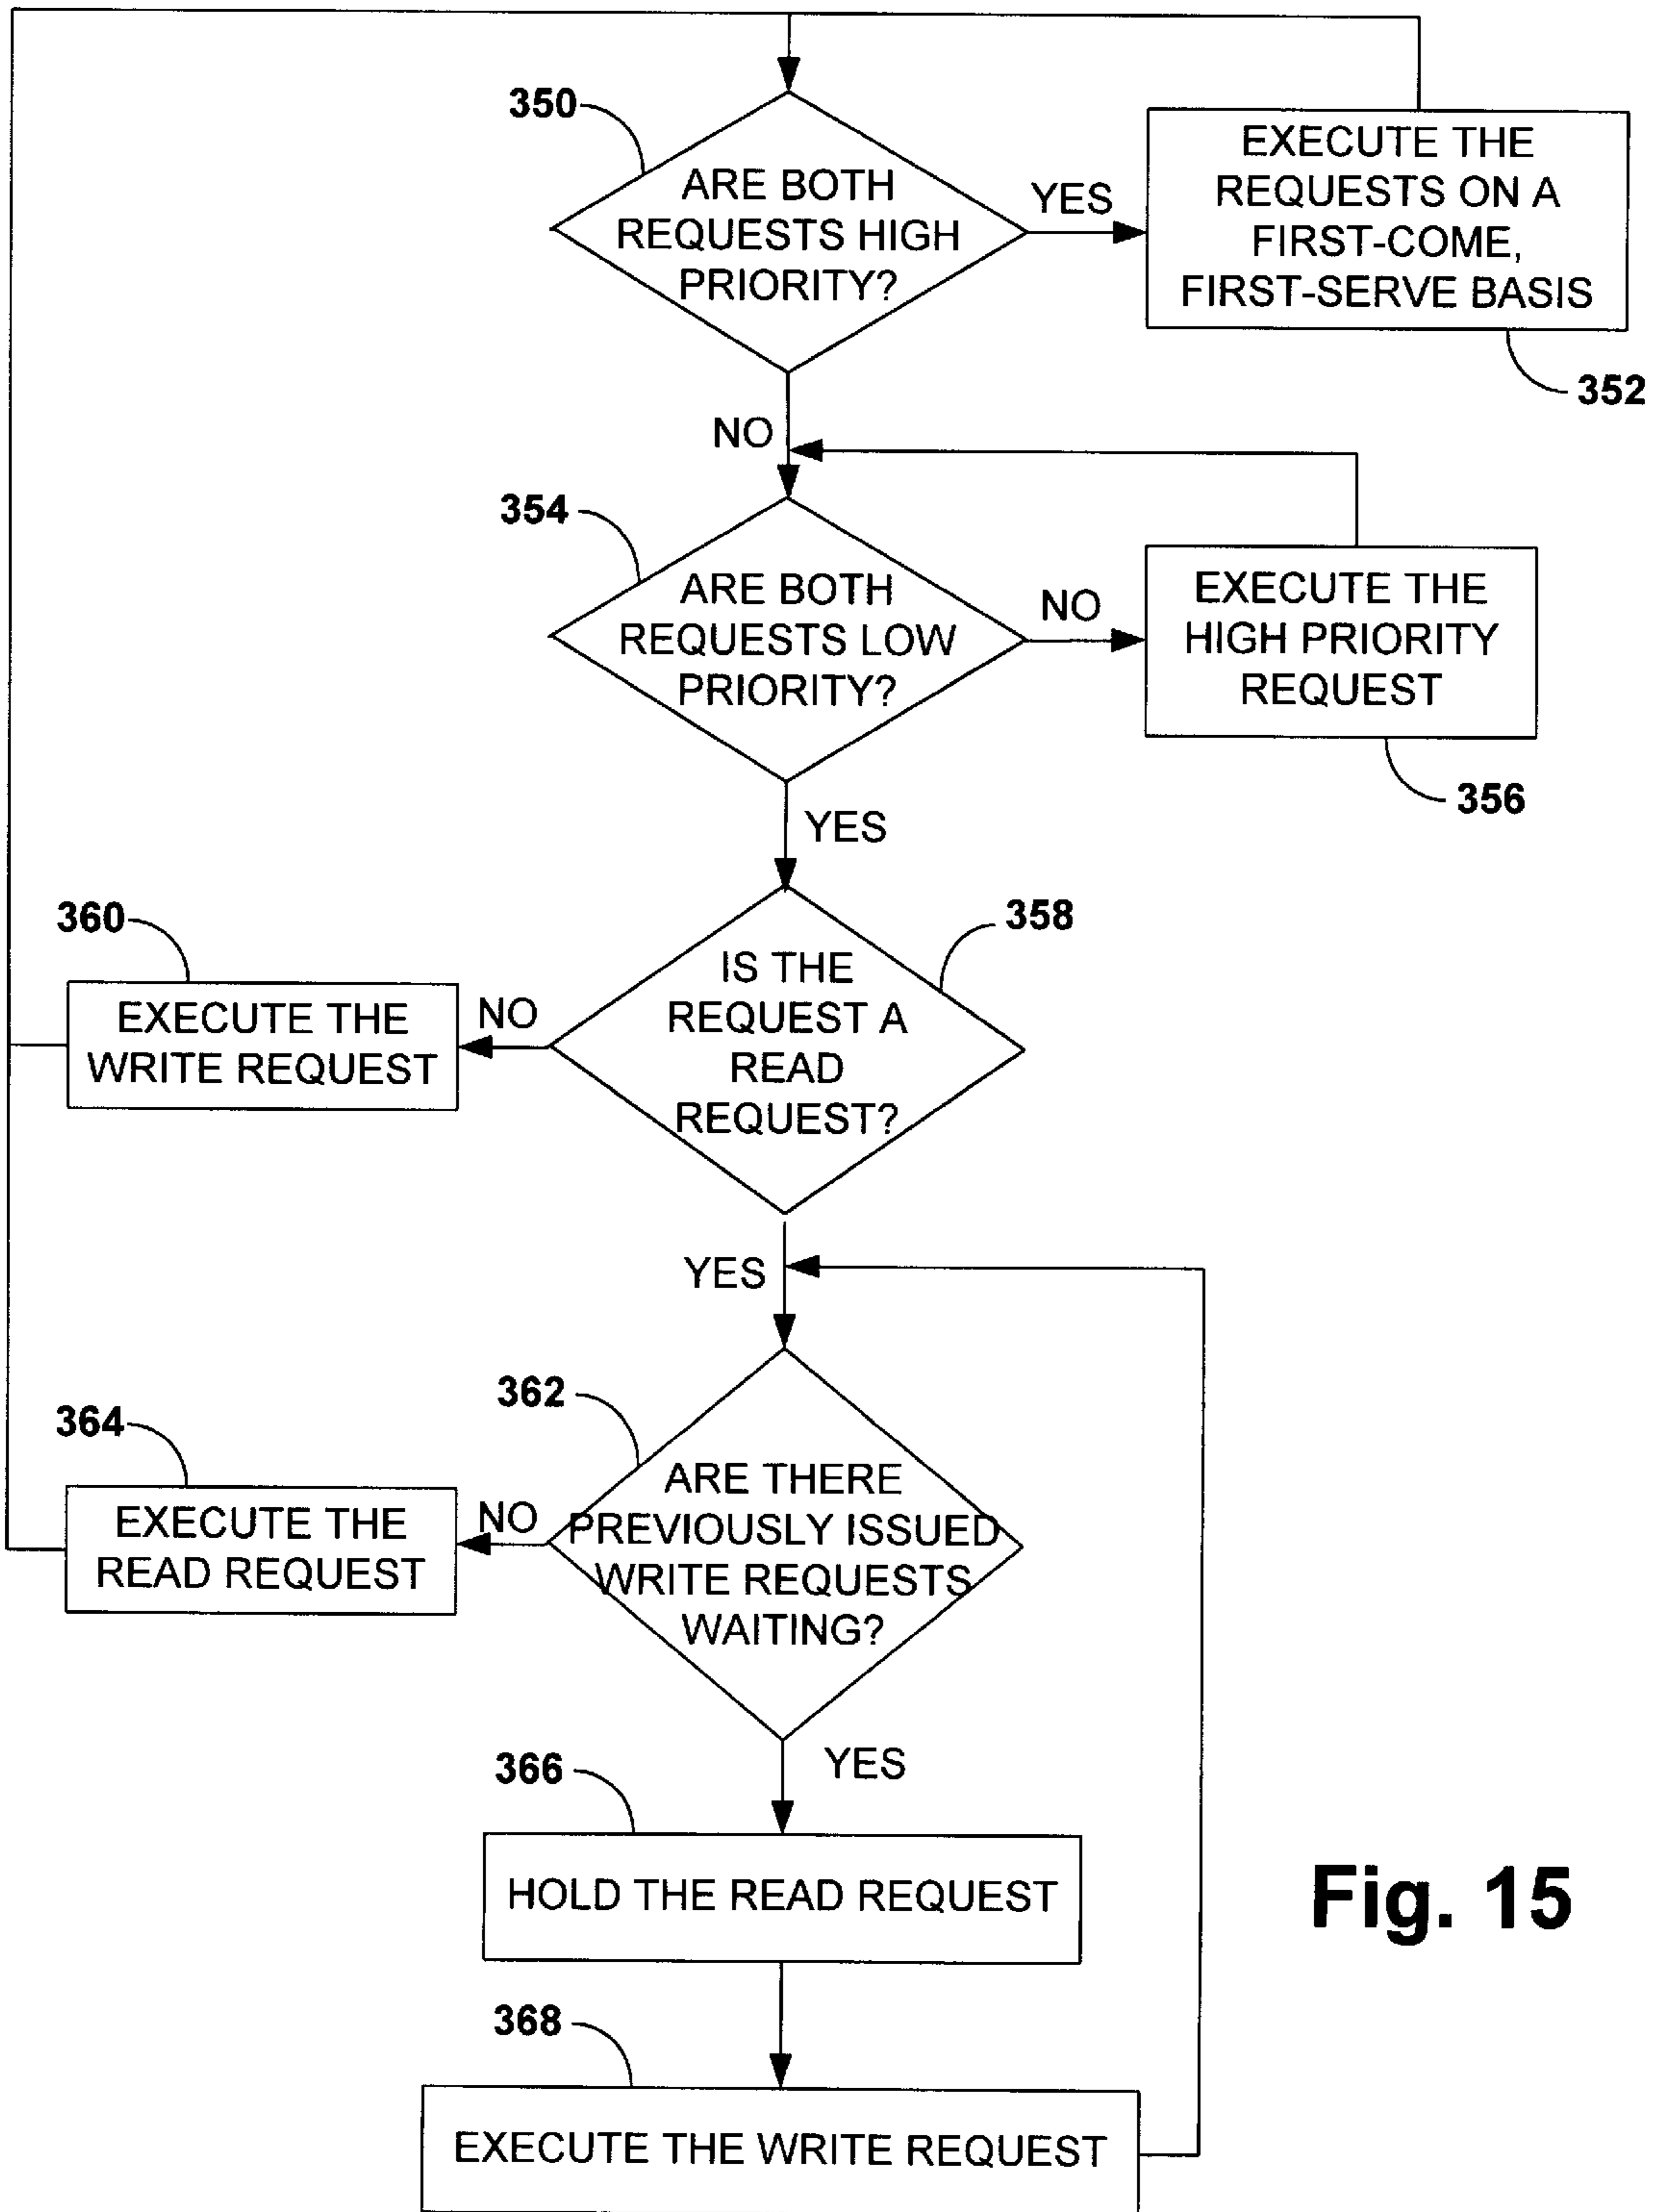 350
ARE BOTH
REQUESTS HIGH
PRIORITY?
YES
EXECUTE THE
REQUESTS ON A
FIRST-COME,
FIRST-SERVE BASIS
352
NO
354
ARE BOTH
REQUESTS LOW
PRIORITY?
NO
EXECUTE THE
HIGH PRIORITY
REQUEST
356
YES
358
IS THE
REQUEST A
READ
REQUEST?
NO
360
EXECUTE THE
WRITE REQUEST
YES
362
ARE THERE
PREVIOUSLY ISSUED
WRITE REQUESTS
WAITING?
NO
364
EXECUTE THE
READ REQUEST
YES
366
HOLD THE READ REQUEST
368
EXECUTE THE WRITE REQUEST
Fig. 15